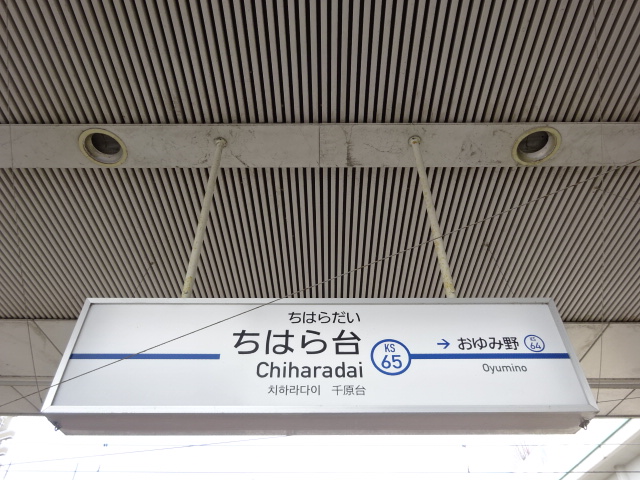 ちはらだい
ちはら台
Chiharadai
치하라다이 千原台
KS
65
→ おゆみ野
Oyumino
KS
64